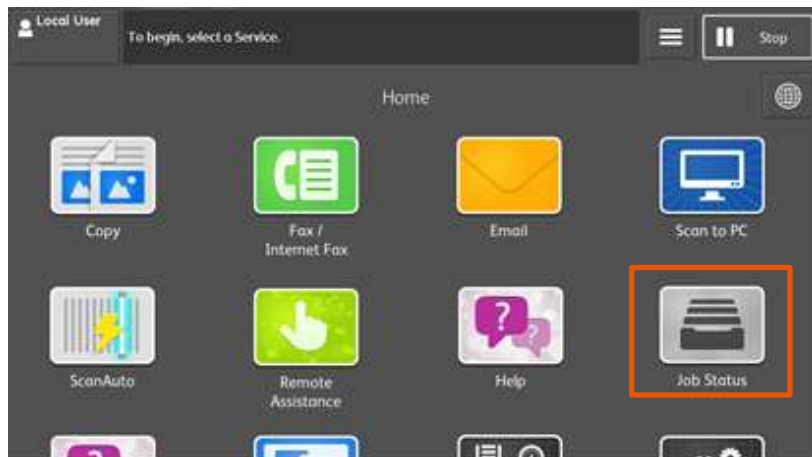 Local User
To begin, select a Service.
Stop
Home
Copy
Fax /
Internet Fax
Email
Scan to PC
ScanAuto
Remote
Assistance
?
?
Help
Job Status
?